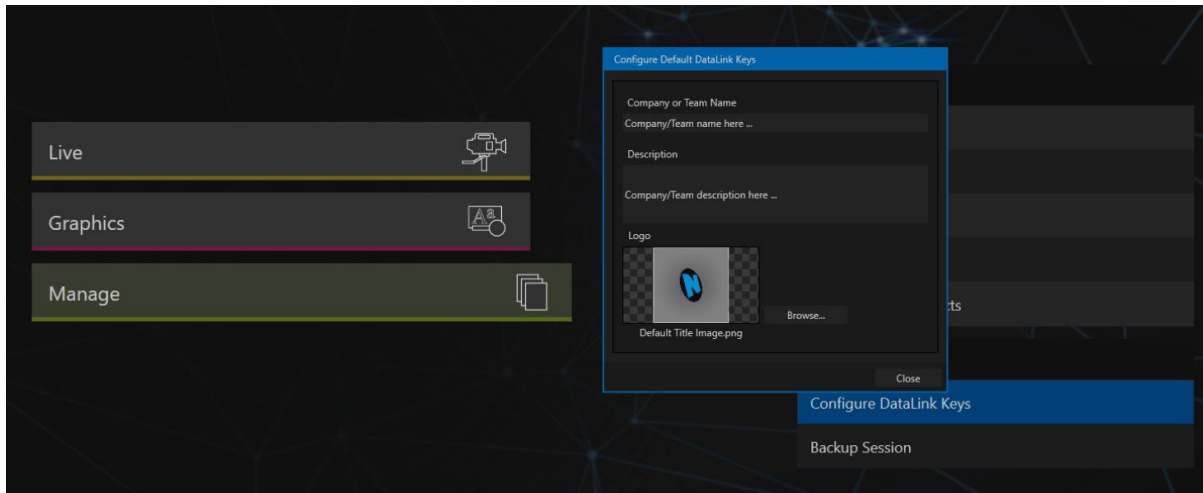 Live
Graphics
Manage
Configure Default DataLink Keys
Company or Team Name
Company/Team name here ...
Description
Company/Team description here ...
Logo
N
Default Title Image.png
Browse...
Close
Aa
cts
Configure DataLink Keys
Backup Session